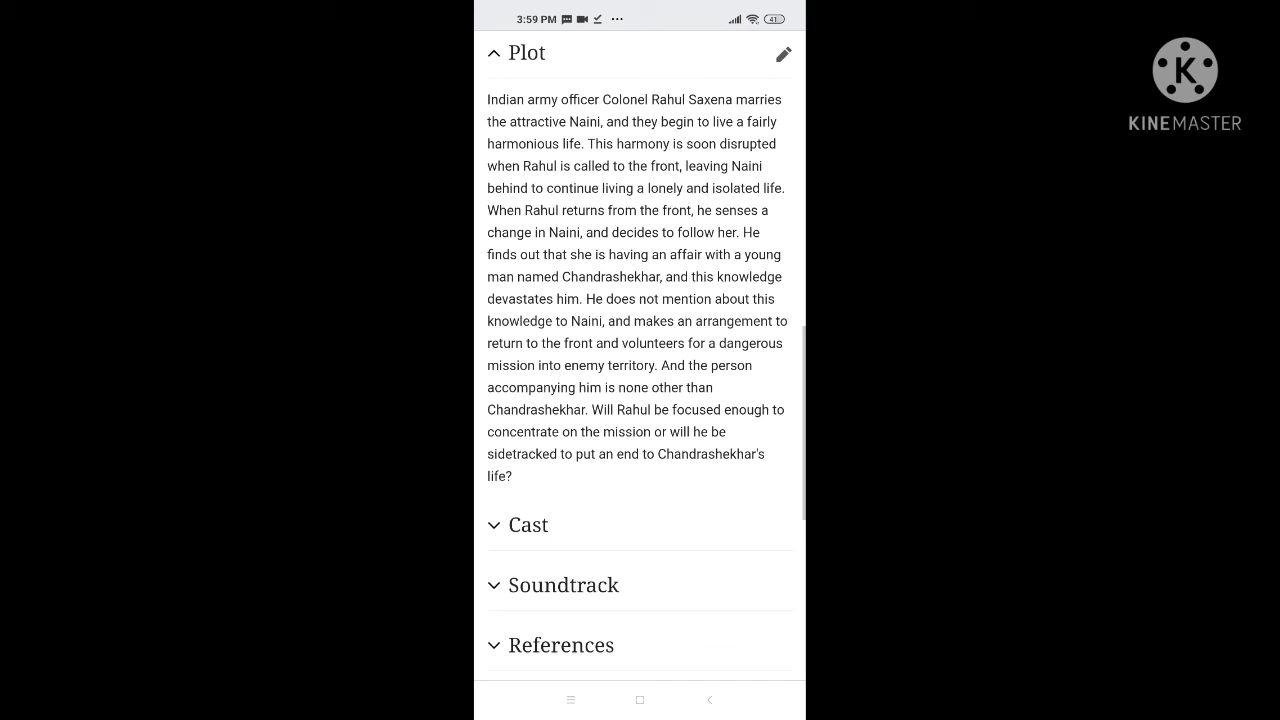 3:59 PM
41
Plot
Indian army officer Colonel Rahul Saxena marries
the attractive Naini, and they begin to live a fairly
harmonious life. This harmony is soon disrupted
when Rahul is called to the front, leaving Naini
behind to continue living a lonely and isolated life.
When Rahul returns from the front, he senses a
change in Naini, and decides to follow her. He
finds out that she is having an affair with a young
man named Chandrashekhar, and this knowledge
devastates him. He does not mention about this
knowledge to Naini, and makes an arrangement to
return to the front and volunteers for a dangerous
mission into enemy territory. And the person
accompanying him is none other than
Chandrashekhar. Will Rahul be focused enough to
concentrate on the mission or will he be
sidetracked to put an end to Chandrashekhar's
life?
Cast
Soundtrack
References
K
KINEMASTER